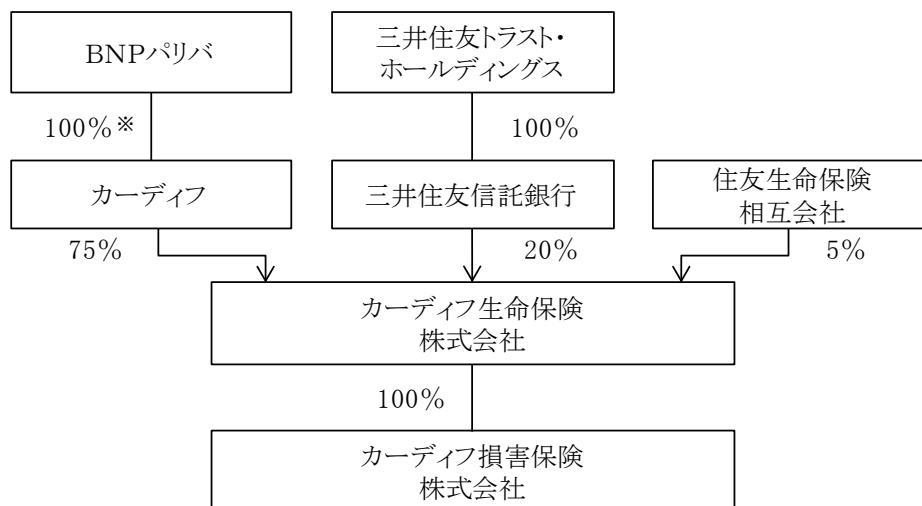 BNPパリバ
三井住友トラスト・
ホールディングス
100%※
100%
カーディフ
三井住友信託銀行
住友生命保険
相互会社
75%
20%
5%
カーディフ生命保険
株式会社
100%
カーディフ損害保険
株式会社